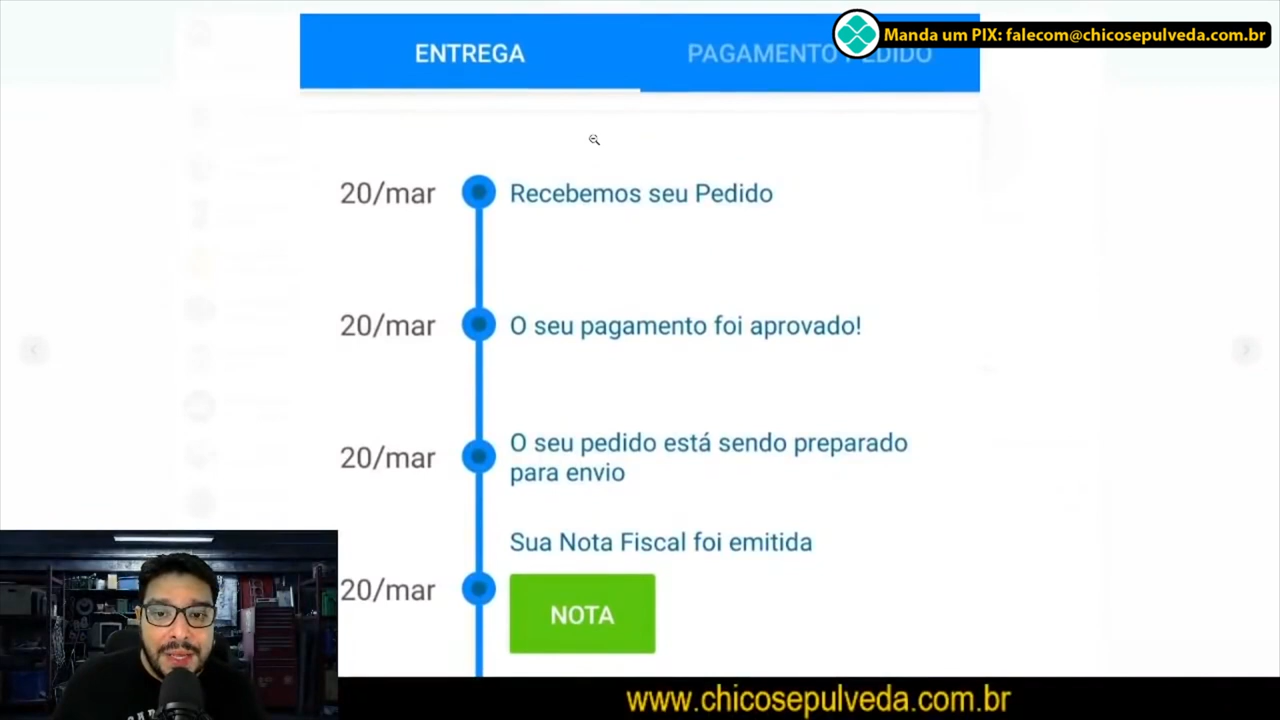 Manda um PIX: falecom@chicosepulveda.com.br
ENTREGA
PAGAMENTO PEDIDO
20/mar
Recebemos seu Pedido
20/mar
O seu pagamento foi aprovado!
20/mar
O seu pedido está sendo preparado
para envio
20/mar
Sua Nota Fiscal foi emitida
NOTA
www.chicosepulveda.com.br